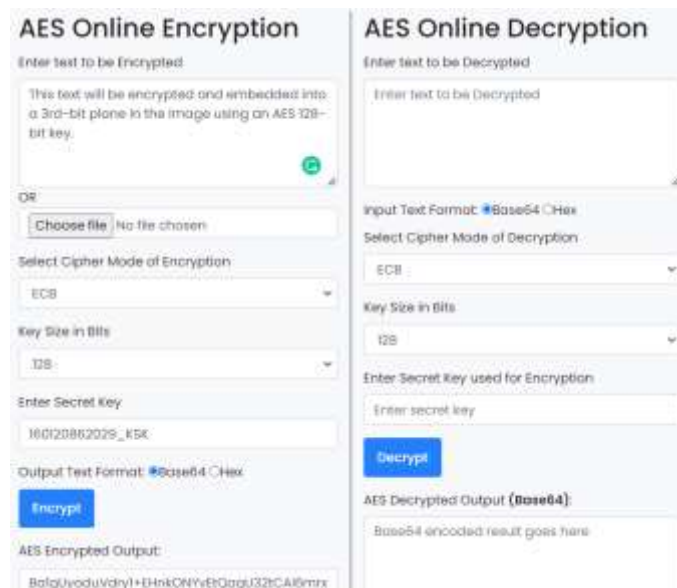 AES Online Encryption
Enter text to be Encrypted
This text will be encrypted and embedded into
a 3rd-bit plane in the image using an AES 128-
bit key.
OR
Choose file No file chosen
Select Cipher Mode of Encryption
ECB
Key Size in Bits
128
Enter Secret Key
160120862029_KSK
Output Text Format: Base64 Hex
Encrypt
AES Encrypted Output:
AES Online Decryption
Enter text to be Decrypted
Enter text to be Decrypted
Input Text Format: Base64 Hex
Select Cipher Mode of Decryption
ECB
Key Size in Bits
128
Enter Secret Key used for Encryption
Enter secret key
Decrypt
AES Decrypted Output (Base64):
Base64 encoded result goes here